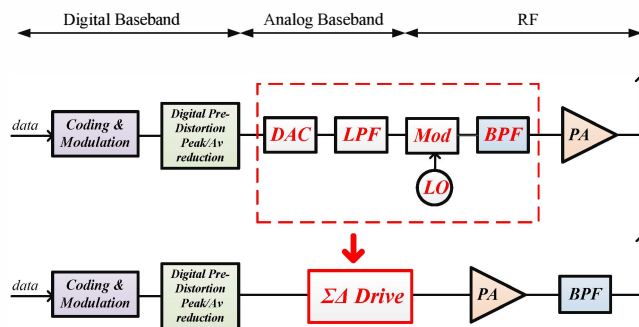 Digital Baseband
Analog Baseband
RF
data
Coding &
Modulation
Digital Pre-
Distortion
Peak/Av
reduction
DAC
LPF
Mod
BPF
PA
LO
data
Coding &
Modulation
Digital Pre-
Distortion
Peak/Av
reduction
ΣΔ Drive
PA
BPF